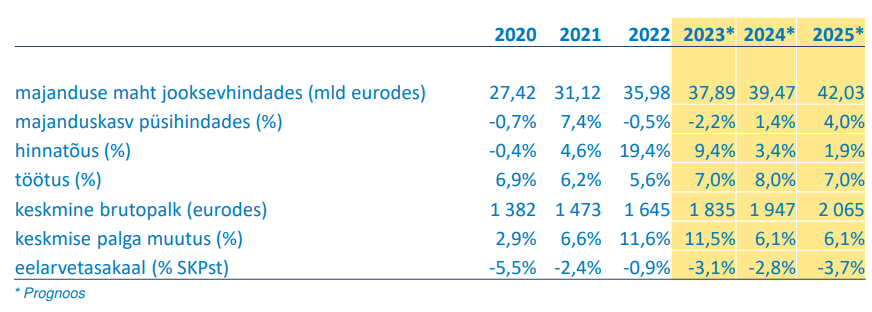 2020 2021 2022 2023* 2024* 2025*
majanduse maht jooksevhindades (mld eurodes) 27,42 31,12 35,98 37,89 39,47 42,03
majanduskasv püsihindades (%) -0,7% 7,4% -0,5% -2,2% 1,4% 4,0%
hinnatõus (%) -0,4% 4,6% 19,4% 9,4% 3,4% 1,9%
töötus (%) 6,9% 6,2% 5,6% 7,0% 8,0% 7,0%
keskmine brutopalk (eurodes) 1 382 1 473 1 645 1 835 1 947 2 065
keskmise palga muutus (%) 2,9% 6,6% 11,6% 11,5% 6,1% 6,1%
eelarvetasakaal (% SKPst) -5,5% -2,4% -0,9% -3,1% -2,8% -3,7%
* Prognoos